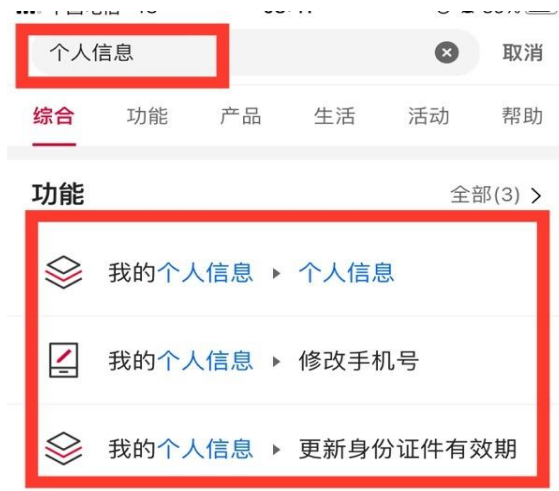 个人信息
取消
综合 功能 产品 生活 活动 帮助
功能 全部(3)
我的个人信息 ▸ 个人信息
我的个人信息 ▸ 修改手机号
我的个人信息 ▸ 更新身份证件有效期